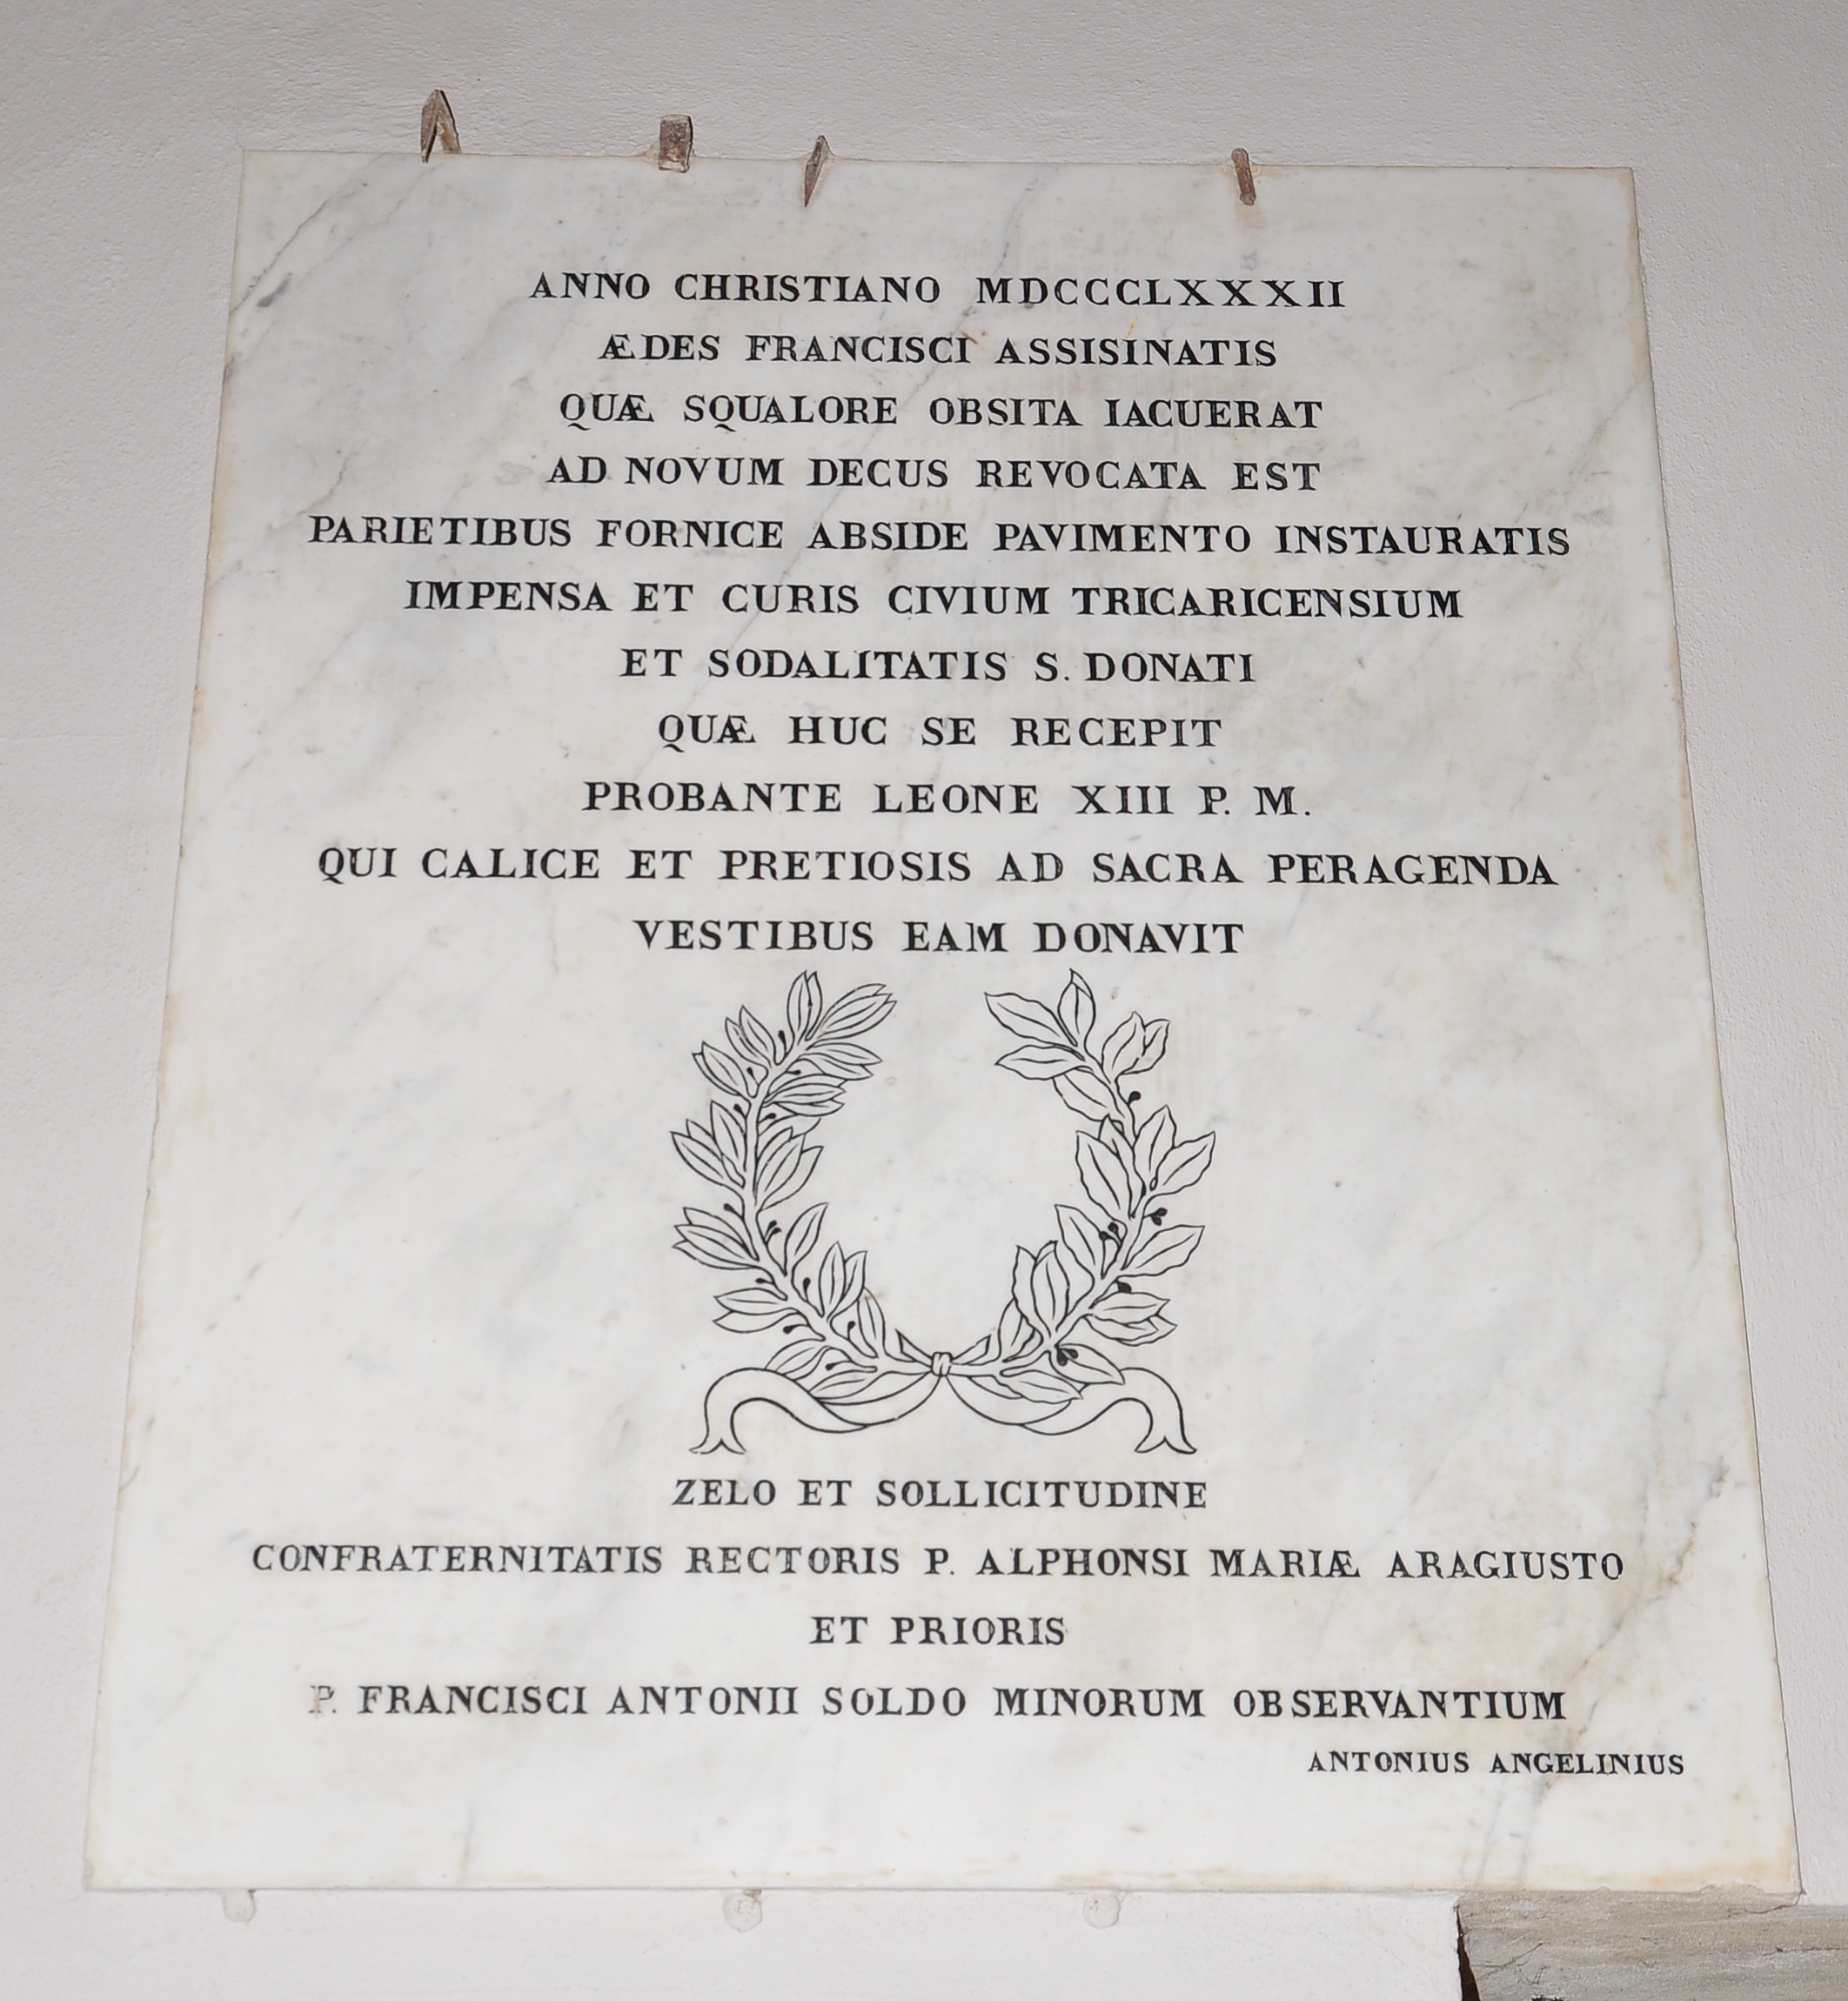 ANNO CHRISTIANO MDCCCLXXXII
ÆDES FRANCISCI ASSISINATIS
QUÆ SQUALORE OBSITA IACUERAT
AD NOVUM DECUS REVOCATA EST
PARIETIBUS FORNICE ABSIDE PAVIMENTO INSTAURATIS
IMPENSA ET CURIS CIVIUM TRICARICENSIUM
ET SODALITATIS S. DONATI
QUÆ HUC SE RECEPIT
PROBANTE LEONE XIII P. M.
QUI CALICE ET PRETIOSIS AD SACRA PERAGENDA
VESTIBUS EAM DONAVIT
ZELO ET SOLLICITUDINE
CONFRATERNITATIS RECTORIS P. ALPHONSI MARIÆ ARAGIUSTO
ET PRIORIS
P. FRANCISCI ANTONII SOLDO MINORUM OBSERVANTIUM
ANTONIUS ANGELINIUS